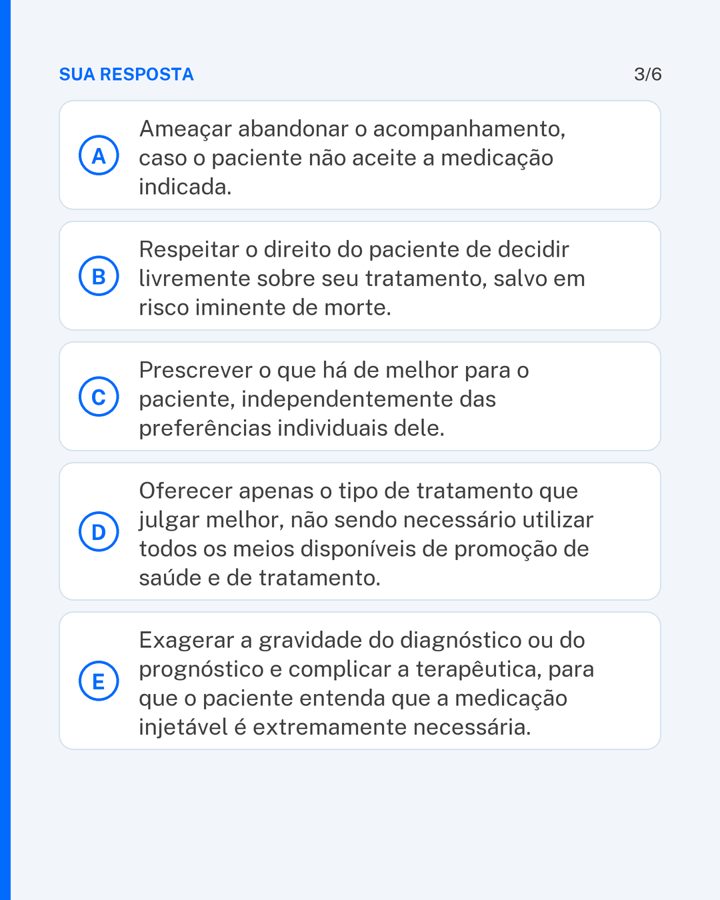 SUA RESPOSTA
3/6
A
Ameaçar abandonar o acompanhamento,
caso o paciente não aceite a medicação
indicada.
B
Respeitar o direito do paciente de decidir
livremente sobre seu tratamento, salvo em
risco iminente de morte.
C
Prescrever o que há de melhor para o
paciente, independentemente das
preferências individuais dele.
D
Oferecer apenas o tipo de tratamento que
julgar melhor, não sendo necessário utilizar
todos os meios disponíveis de promoção de
saúde e de tratamento.
E
Exagerar a gravidade do diagnóstico ou do
prognóstico e complicar a terapêutica, para
que o paciente entenda que a medicação
injetável é extremamente necessária.